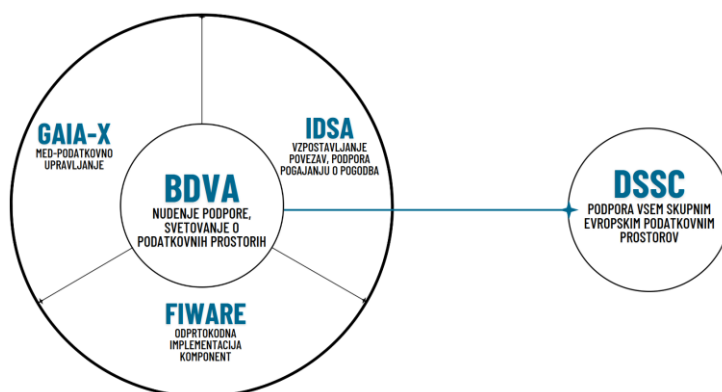 GAIA-X
MED-PODATKOVNO
UPRAVLJANJE
IDSA
VZPOSTAVLJANJE
POVEZAV, PODPORA
POGAJANJU O POGODBA
BDVA
NUDENJE PODPORE,
SVETOVANJE O
PODATKOVNIH PROSTORIH
FIWARE
ODPRTOKODNA
IMPLEMENTACIJA
KOMPONENT
DSSC
PODPORA VSEM SKUPNIM
EVROPSKIM PODATKOVNIM
PROSTOROV